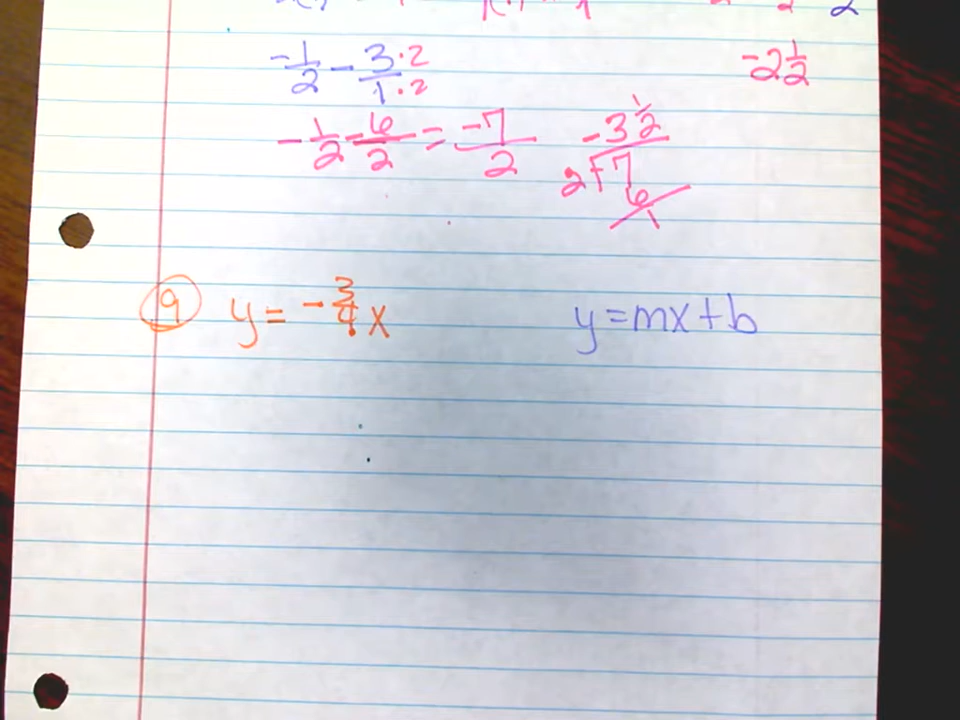 -1/2 - 3·2/1·2
-2 1/2
-1/2 - 6/2 = -7/2
-3 1/2
2 7
6
1
9 y = -3/4 x
y = mx + b